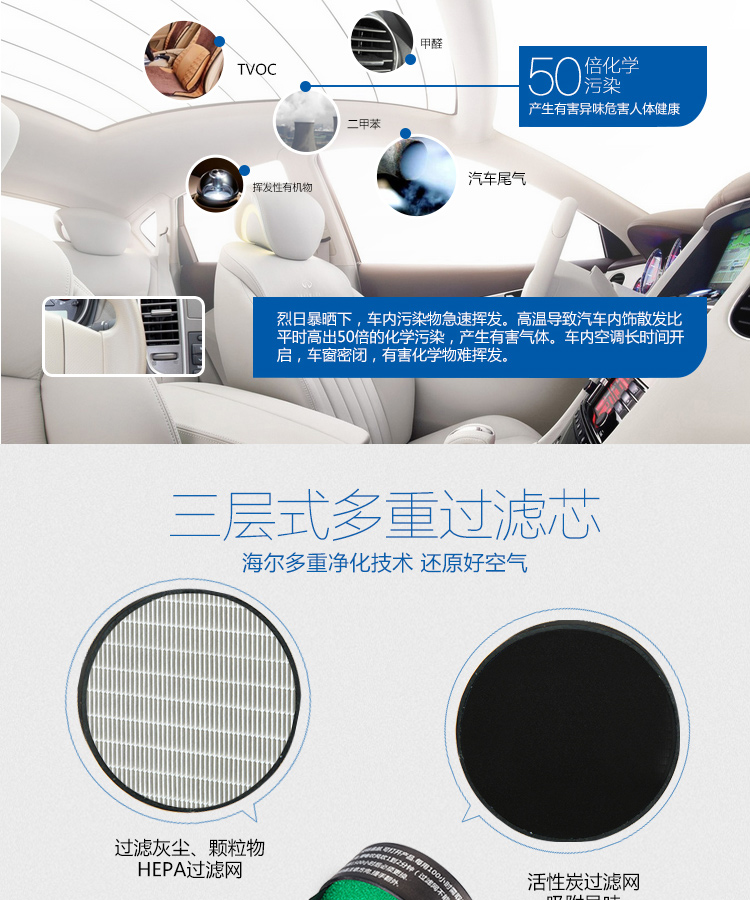 TVOC
甲醛
二甲苯
挥发性有机物
汽车尾气
50倍化学
污染
产生有害异味危害人体健康
烈日暴晒下，车内污染物急速挥发。高温导致汽车内饰散发比
平时高出50倍的化学污染，产生有害气体。车内空调长时间开
启，车窗密闭，有害化学物难挥发。
三层式多重过滤芯
海尔多重净化技术 还原好空气
过滤灰尘、颗粒物
HEPA过滤网
活性炭过滤网